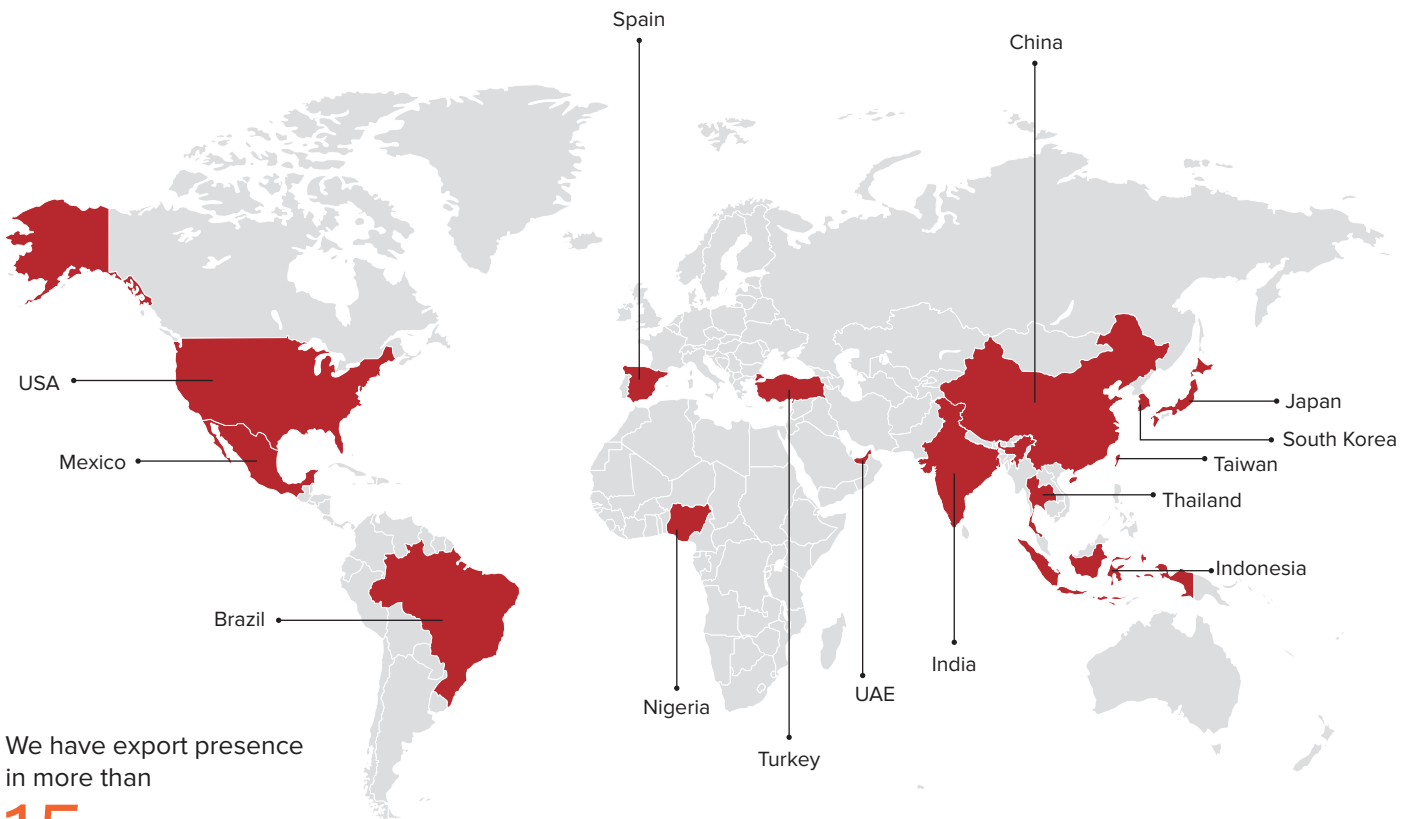 Spain
China
USA
Japan
South Korea
Mexico
Taiwan
Thailand
Indonesia
Brazil
India
UAE
Nigeria
Turkey
We have export presence
in more than
15